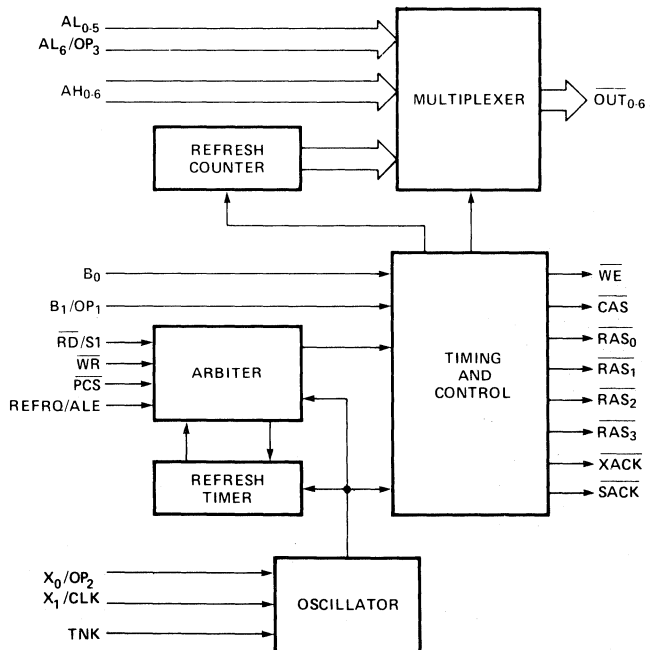 AL0-5
AL6/OP3
AH0-6
MULTIPLEXER
OUT0-6
REFRESH
COUNTER
B0
B1/OP1
RD/S1
WR
PCS
REFRQ/ALE
ARBITER
REFRESH
TIMER
TIMING
AND
CONTROL
WE
CAS
RAS0
RAS1
RAS2
RAS3
XACK
SACK
X0/OP2
X1/CLK
TNK
OSCILLATOR